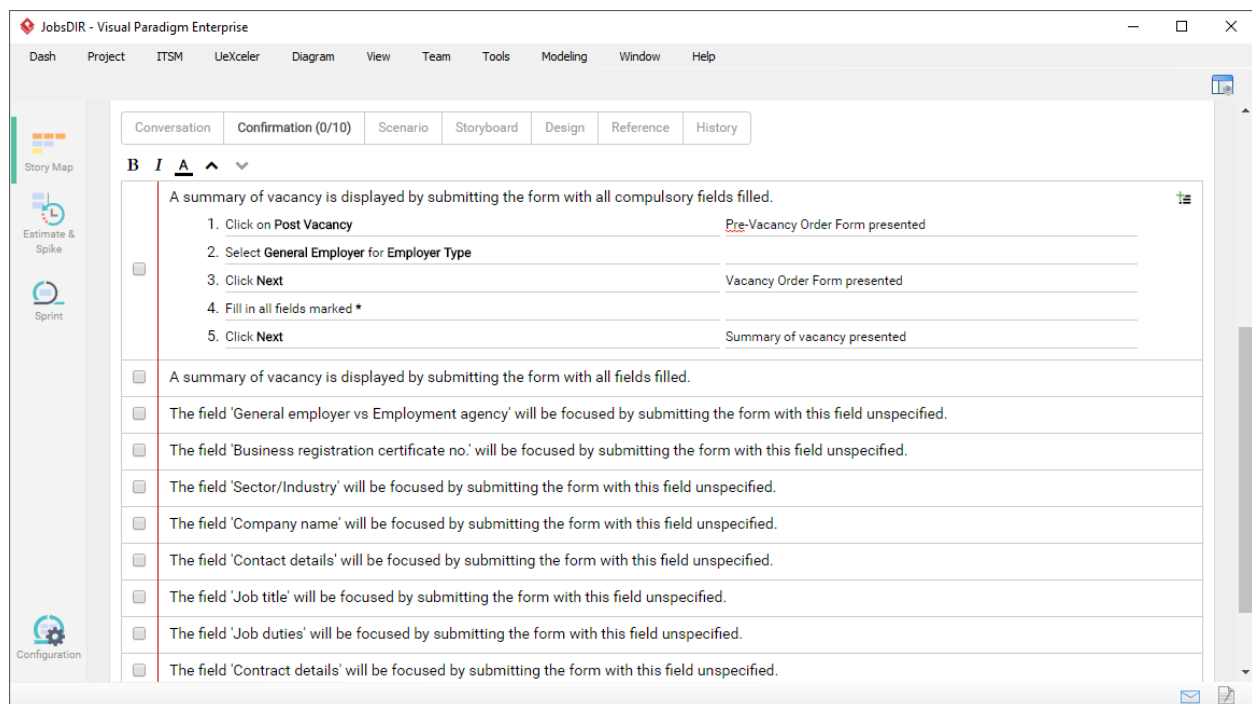 JobsDIR - Visual Paradigm Enterprise
Dash Project ITSM UeXceler Diagram View Team Tools Modeling Window Help
Conversation Confirmation (0/10) Scenario Storyboard Design Reference History
B I A
Story Map
Estimate & Spike
Sprint
Configuration
A summary of vacancy is displayed by submitting the form with all compulsory fields filled.
1. Click on Post Vacancy Pre-Vacancy Order Form presented
2. Select General Employer for Employer Type
3. Click Next Vacancy Order Form presented
4. Fill in all fields marked *
5. Click Next Summary of vacancy presented
A summary of vacancy is displayed by submitting the form with all fields filled.
The field 'General employer vs Employment agency' will be focused by submitting the form with this field unspecified.
The field 'Business registration certificate no.' will be focused by submitting the form with this field unspecified.
The field 'Sector/Industry' will be focused by submitting the form with this field unspecified.
The field 'Company name' will be focused by submitting the form with this field unspecified.
The field 'Contact details' will be focused by submitting the form with this field unspecified.
The field 'Job title' will be focused by submitting the form with this field unspecified.
The field 'Job duties' will be focused by submitting the form with this field unspecified.
The field 'Contract details' will be focused by submitting the form with this field unspecified.